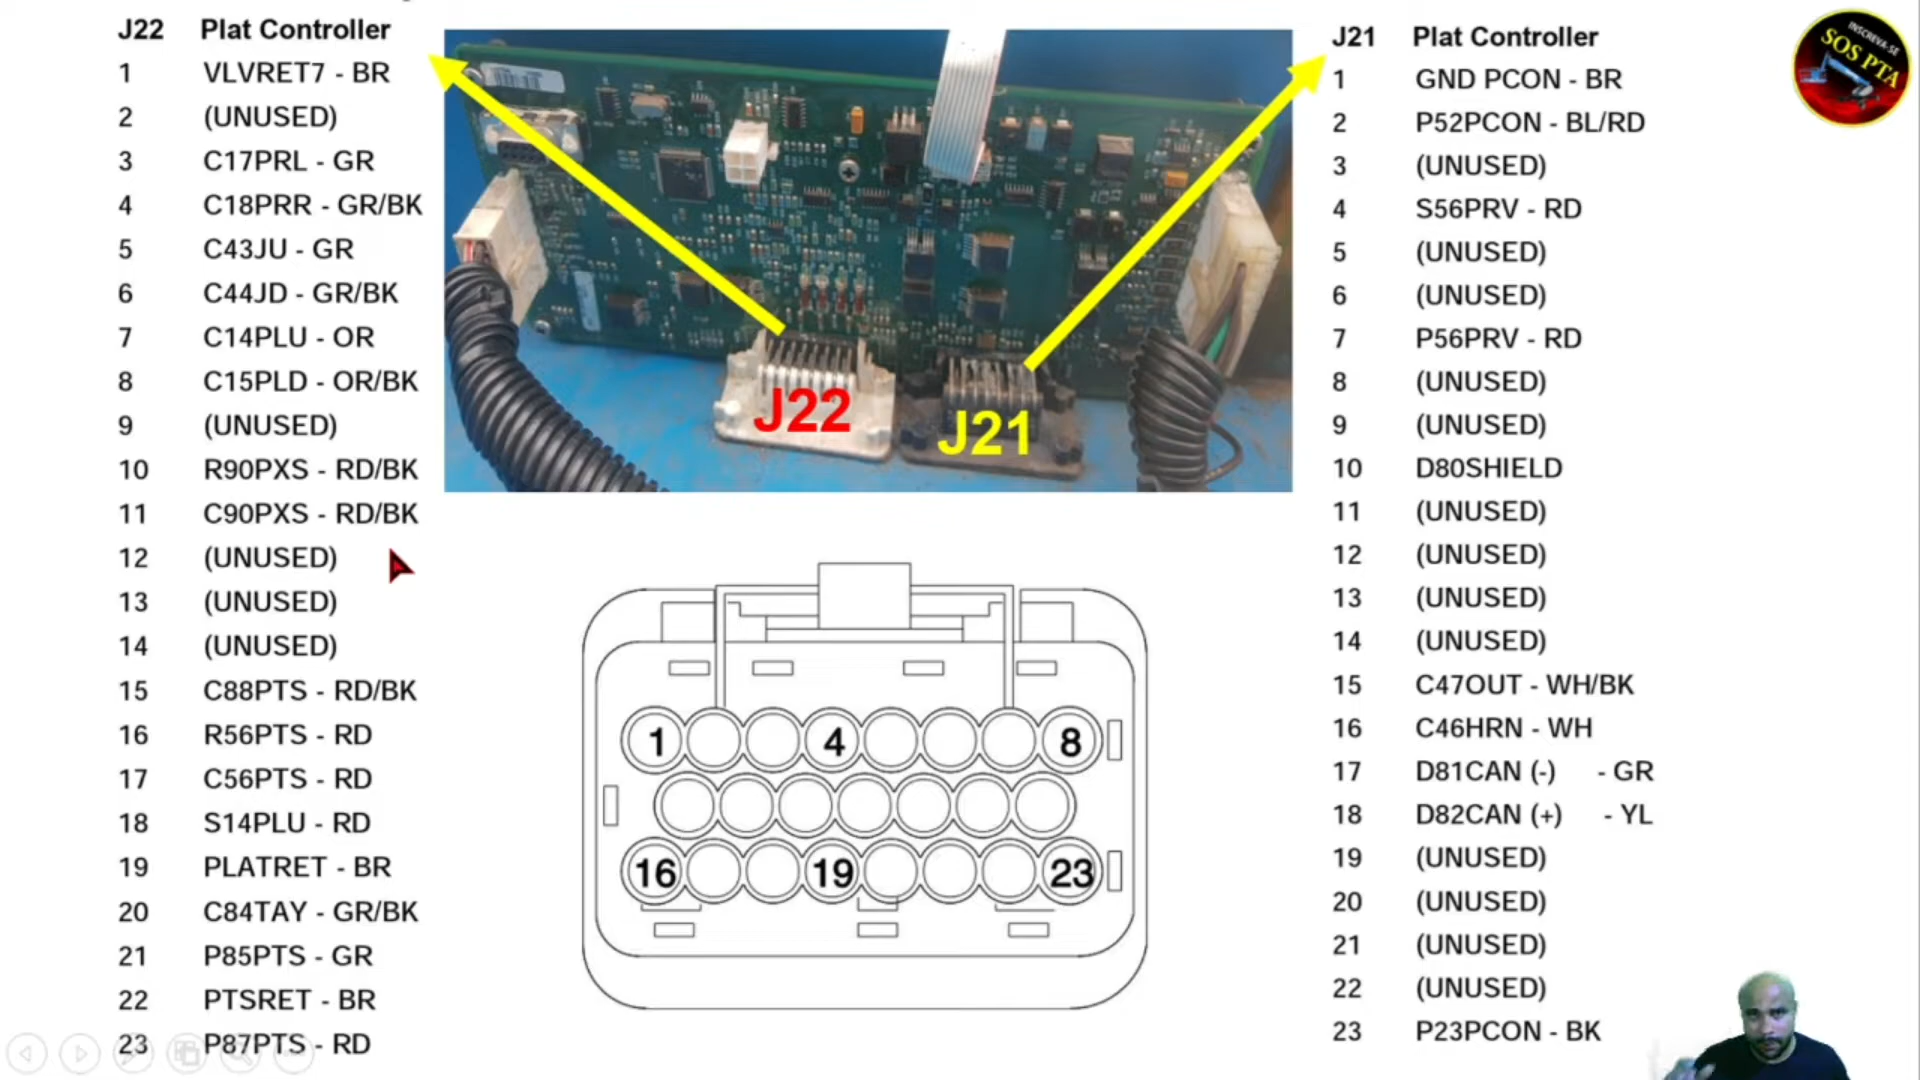 J22 Plat Controller
1 VLVRET7 - BR
2 (UNUSED)
3 C17PRL - GR
4 C18PRR - GR/BK
5 C43JU - GR
6 C44JD - GR/BK
7 C14PLU - OR
8 C15PLD - OR/BK
9 (UNUSED)
10 R90PXS - RD/BK
11 C90PXS - RD/BK
12 (UNUSED)
13 (UNUSED)
14 (UNUSED)
15 C88PTS - RD/BK
16 R56PTS - RD
17 C56PTS - RD
18 S14PLU - RD
19 PLATRET - BR
20 C84TAY - GR/BK
21 P85PTS - GR
22 PTSRET - BR
23 P87PTS - RD
J22
J21
1 4 8
16 19 23
J21 Plat Controller
1 GND PCON - BR
2 P52PCON - BL/RD
3 (UNUSED)
4 S56PRV - RD
5 (UNUSED)
6 (UNUSED)
7 P56PRV - RD
8 (UNUSED)
9 (UNUSED)
10 D80SHIELD
11 (UNUSED)
12 (UNUSED)
13 (UNUSED)
14 (UNUSED)
15 C47OUT - WH/BK
16 C46HRN - WH
17 D81CAN (-) - GR
18 D82CAN (+) - YL
19 (UNUSED)
20 (UNUSED)
21 (UNUSED)
22 (UNUSED)
23 P23PCON - BK
INSCREVA-SE
SOS PTA